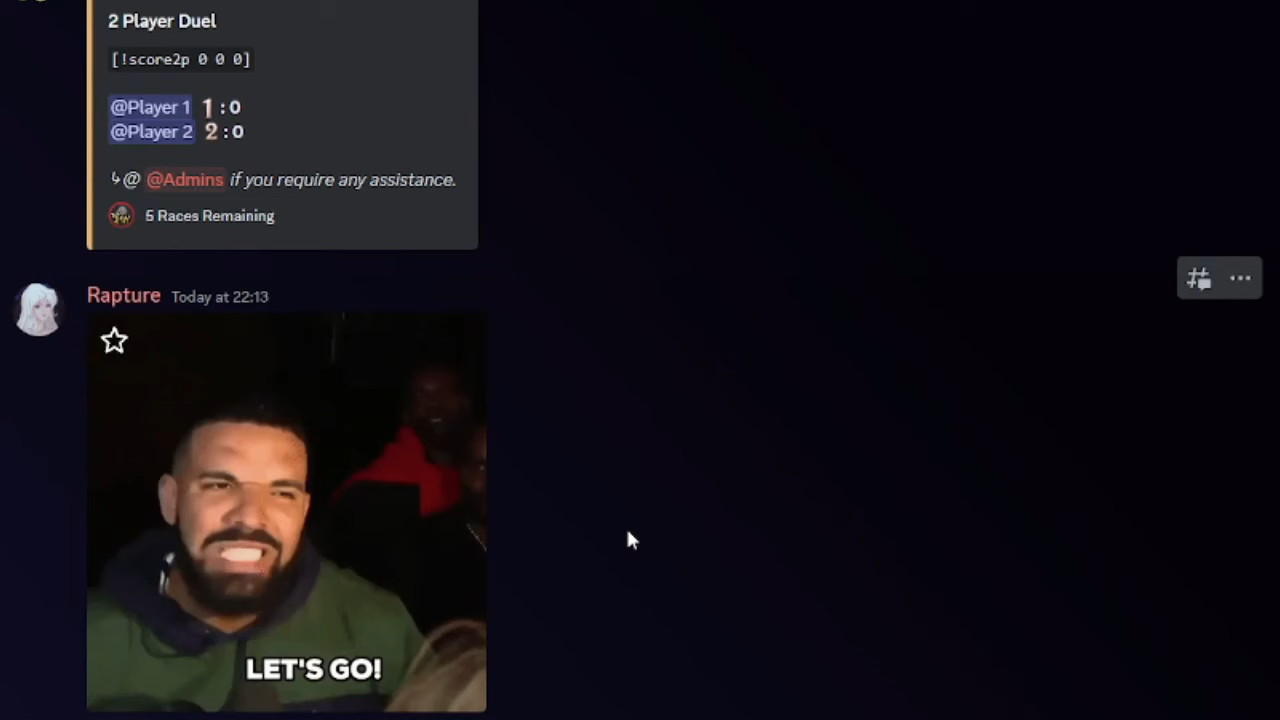 2 Player Duel
[!score2p 0 0 0]
@Player 1 1 : 0
@Player 2 2 : 0
↳@ @Admins if you require any assistance.
5 Races Remaining
Rapture Today at 22:13
LET'S GO!